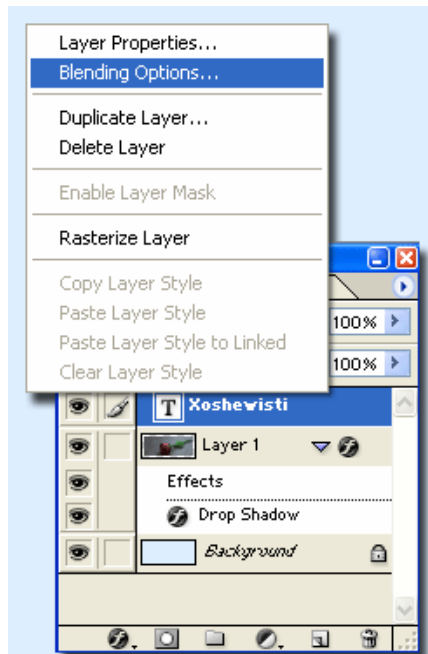 Layer Properties...
Blending Options...
Duplicate Layer...
Delete Layer
Enable Layer Mask
Rasterize Layer
Copy Layer Style
Paste Layer Style
100%
Paste Layer Style to Linked
100%
Clear Layer Style
T Xoshewisti
Layer 1
Effects
Drop Shadow
Background